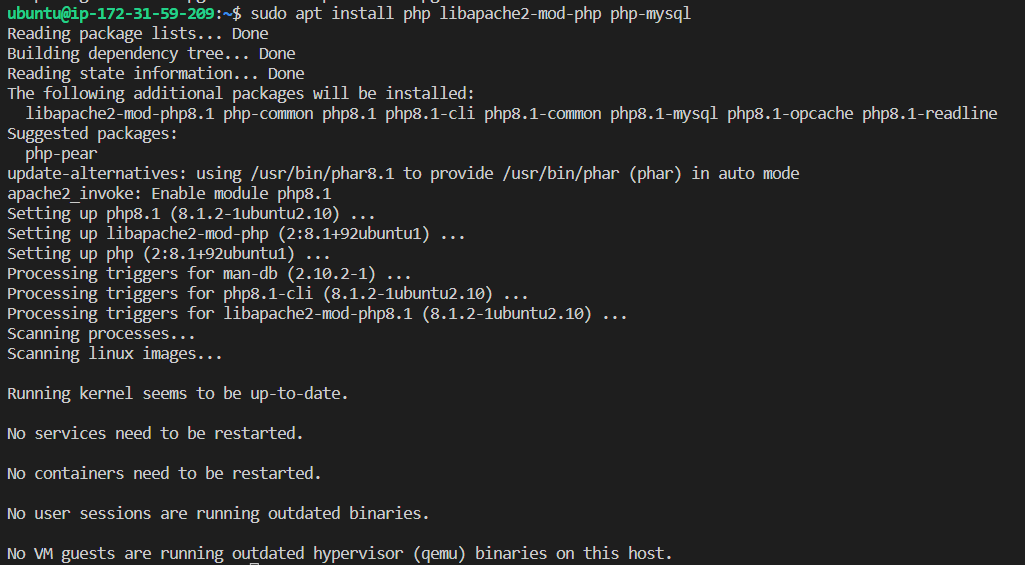 ubuntu@ip-172-31-59-209:~$ sudo apt install php libapache2-mod-php php-mysql
Reading package lists... Done
Building dependency tree... Done
Reading state information... Done
The following additional packages will be installed:
  libapache2-mod-php8.1 php-common php8.1 php8.1-cli php8.1-common php8.1-mysql php8.1-opcache php8.1-readline
Suggested packages:
  php-pear
update-alternatives: using /usr/bin/phar8.1 to provide /usr/bin/phar (phar) in auto mode
apache2_invoke: Enable module php8.1
Setting up php8.1 (8.1.2-1ubuntu2.10) ...
Setting up libapache2-mod-php (2:8.1+92ubuntu1) ...
Setting up php (2:8.1+92ubuntu1) ...
Processing triggers for man-db (2.10.2-1) ...
Processing triggers for php8.1-cli (8.1.2-1ubuntu2.10) ...
Processing triggers for libapache2-mod-php8.1 (8.1.2-1ubuntu2.10) ...
Scanning processes...
Scanning linux images...
Running kernel seems to be up-to-date.
No services need to be restarted.
No containers need to be restarted.
No user sessions are running outdated binaries.
No VM guests are running outdated hypervisor (qemu) binaries on this host.